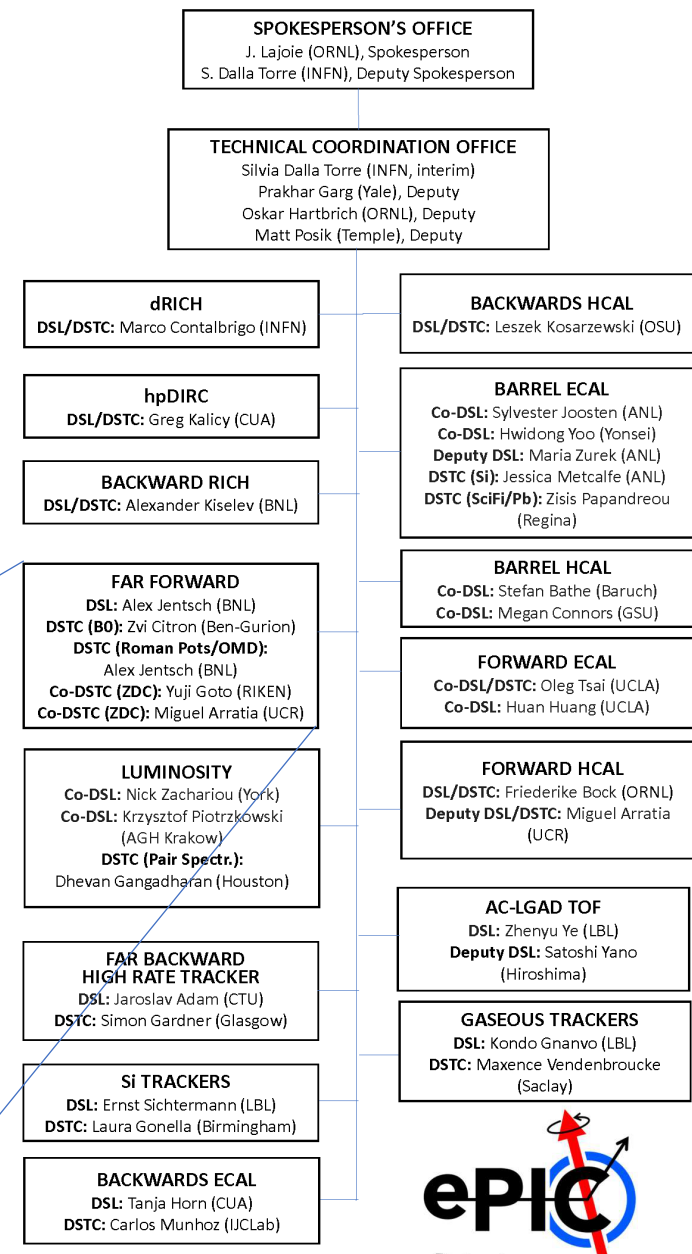 SPOKESPERSON'S OFFICE
J. Lajoie (ORNL), Spokesperson
S. Dalla Torre (INFN), Deputy Spokesperson
TECHNICAL COORDINATION OFFICE
Silvia Dalla Torre (INFN, interim)
Prakhar Garg (Yale), Deputy
Oskar Hartbrich (ORNL), Deputy
Matt Posik (Temple), Deputy
dRICH
DSL/DSTC: Marco Contalbrigo (INFN)
hpDIRC
DSL/DSTC: Greg Kalicy (CUA)
BACKWARD RICH
DSL/DSTC: Alexander Kiselev (BNL)
FAR FORWARD
DSL: Alex Jentsch (BNL)
DSTC (B0): Zvi Citron (Ben-Gurion)
DSTC (Roman Pots/OMD):
Alex Jentsch (BNL)
Co-DSTC (ZDC): Yuji Goto (RIKEN)
Co-DSTC (ZDC): Miguel Arratia (UCR)
LUMINOSITY
Co-DSL: Nick Zachariou (York)
Co-DSL: Krzysztof Piotrzkowski
(AGH Krakow)
DSTC (Pair Spectr.):
Dhevan Gangadharan (Houston)
FAR BACKWARD
HIGH RATE TRACKER
DSL: Jaroslav Adam (CTU)
DSTC: Simon Gardner (Glasgow)
Si TRACKERS
DSL: Ernst Sichtermann (LBL)
DSTC: Laura Gonella (Birmingham)
BACKWARDS ECAL
DSL: Tanja Horn (CUA)
DSTC: Carlos Munhoz (IJCLab)
BACKWARDS HCAL
DSL/DSTC: Leszek Kosarzewski (OSU)
BARREL ECAL
Co-DSL: Sylvester Joosten (ANL)
Co-DSL: Hwidong Yoo (Yonsei)
Deputy DSL: Maria Zurek (ANL)
DSTC (Si): Jessica Metcalfe (ANL)
DSTC (SciFi/Pb): Zisis Papandreou
(Regina)
BARREL HCAL
Co-DSL: Stefan Bathe (Baruch)
Co-DSL: Megan Connors (GSU)
FORWARD ECAL
Co-DSL/DSTC: Oleg Tsai (UCLA)
Co-DSL: Huan Huang (UCLA)
FORWARD HCAL
DSL/DSTC: Friederike Bock (ORNL)
Deputy DSL/DSTC: Miguel Arratia
(UCR)
AC-LGAD TOF
DSL: Zhenyu Ye (LBL)
Deputy DSL: Satoshi Yano
(Hiroshima)
GASEOUS TRACKERS
DSL: Kondo Gnanvo (LBL)
DSTC: Maxence Vendenbroucke
(Saclay)
ePIC